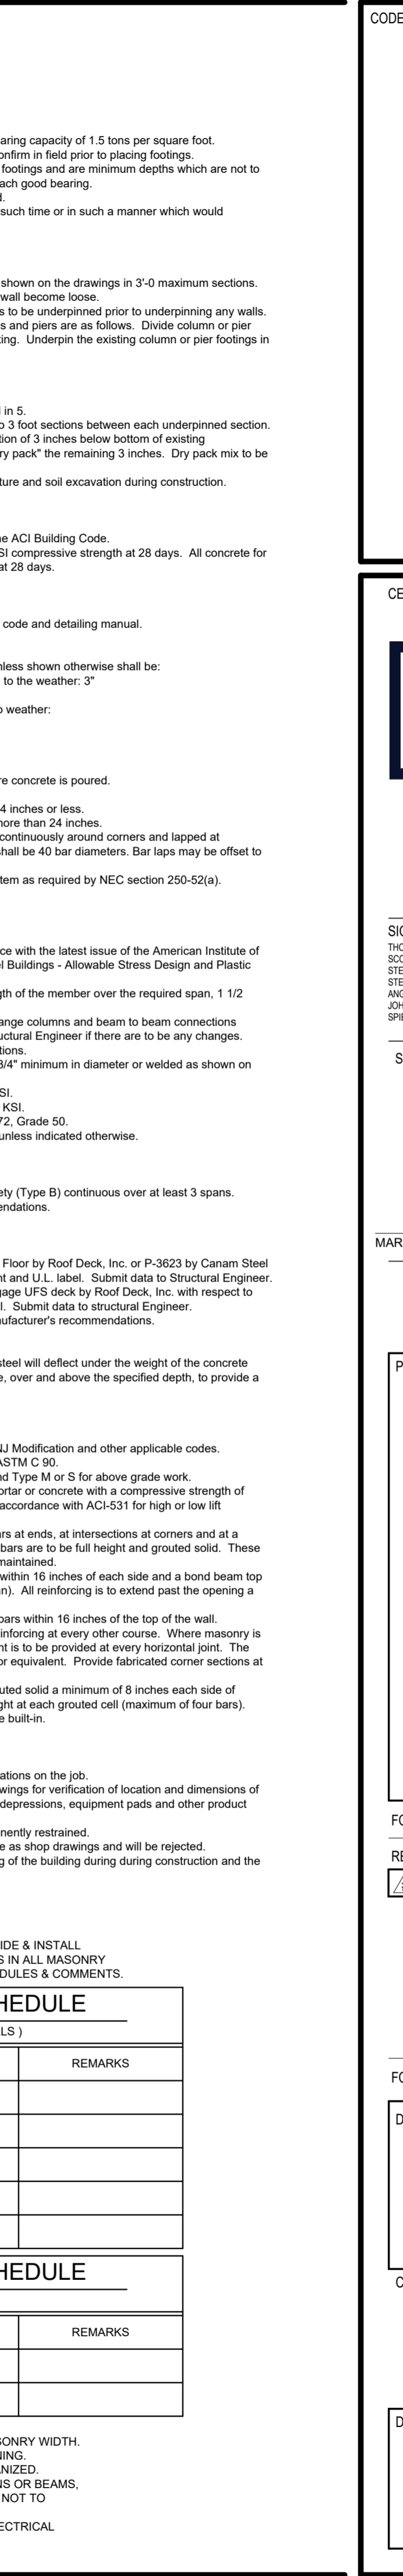 CODE
aring capacity of 1.5 tons per square foot.
onfirm in field prior to placing footings.
footings and are minimum depths which are not to
ach good bearing.
d.
such time or in such a manner which would
shown on the drawings in 3'-0 maximum sections.
wall become loose.
s to be underpinned prior to underpinning any walls.
s and piers are as follows. Divide column or pier
ting. Underpin the existing column or pier footings in
l in 5.
o 3 foot sections between each underpinned section.
tion of 3 inches below bottom of existing
ry pack" the remaining 3 inches. Dry pack mix to be
ture and soil excavation during construction.
ne ACI Building Code.
SI compressive strength at 28 days. All concrete for
at 28 days.
code and detailing manual.
nless shown otherwise shall be:
to the weather: 3"
o weather:
re concrete is poured.
4 inches or less.
more than 24 inches.
continuously around corners and lapped at
shall be 40 bar diameters. Bar laps may be offset to
tem as required by NEC section 250-52(a).
ce with the latest issue of the American Institute of
l Buildings - Allowable Stress Design and Plastic
gth of the member over the required span, 1 1/2
ange columns and beam to beam connections
uctural Engineer if there are to be any changes.
tions.
3/4" minimum in diameter or welded as shown on
SI.
KSI.
72, Grade 50.
unless indicated otherwise.
ety (Type B) continuous over at least 3 spans.
endations.
Floor by Roof Deck, Inc. or P-3623 by Canam Steel
nt and U.L. label. Submit data to Structural Engineer.
gage UFS deck by Roof Deck, Inc. with respect to
l. Submit data to structural Engineer.
nufacturer's recommendations.
steel will deflect under the weight of the concrete
e, over and above the specified depth, to provide a
NJ Modification and other applicable codes.
ASTM C 90.
nd Type M or S for above grade work.
ortar or concrete with a compressive strength of
accordance with ACI-531 for high or low lift
rs at ends, at intersections at corners and at a
bars are to be full height and grouted solid. These
maintained.
within 16 inches of each side and a bond beam top
an). All reinforcing is to extend past the opening a
bars within 16 inches of the top of the wall.
einforcing at every other course. Where masonry is
nt is to be provided at every horizontal joint. The
or equivalent. Provide fabricated corner sections at
uted solid a minimum of 8 inches each side of
ght at each grouted cell (maximum of four bars).
e built-in.
ations on the job.
wings for verification of location and dimensions of
depressions, equipment pads and other product
nently restrained.
e as shop drawings and will be rejected.
g of the building during during construction and the
IDE & INSTALL
S IN ALL MASONRY
DULES & COMMENTS.
HEDULE
LS )
REMARKS
HEDULE
REMARKS
SONRY WIDTH.
NING.
ANIZED.
NS OR BEAMS,
NOT TO
ECTRICAL
CE
SIG
THO
SCO
STE
STE
ANG
JOH
SPIE
S
MAR
P
FO
RE
FO
D
C
D